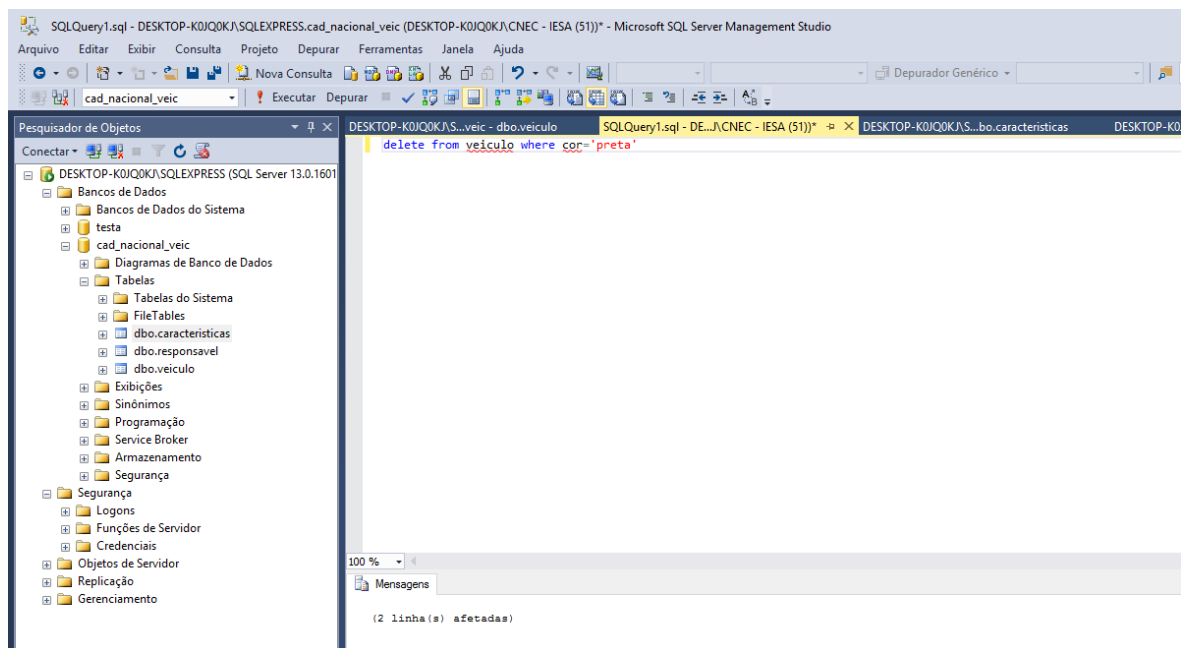 SQLQuery1.sql - DESKTOP-K0JQ0KJ\SQLEXPRESS.cad_nacional_veic (DESKTOP-K0JQ0KJ\CNEC - IESA (51))* - Microsoft SQL Server Management Studio
Arquivo Editar Exibir Consulta Projeto Depurar Ferramentas Janela Ajuda
Nova Consulta Depurador Genérico
cad_nacional_veic Executar Depurar
Pesquisador de Objetos
Conectar
DESKTOP-K0JQ0KJ\SQLEXPRESS (SQL Server 13.0.1601
Bancos de Dados
Bancos de Dados do Sistema
testa
cad_nacional_veic
Diagramas de Banco de Dados
Tabelas
Tabelas do Sistema
FileTables
dbo.caracteristicas
dbo.responsavel
dbo.veiculo
Exibições
Sinônimos
Programação
Service Broker
Armazenamento
Segurança
Segurança
Logons
Funções de Servidor
Credenciais
Objetos de Servidor
Replicação
Gerenciamento
DESKTOP-K0JQ0KJ\S...veic - dbo.veiculo SQLQuery1.sql - DE...J\CNEC - IESA (51))* DESKTOP-K0JQ0KJ\S...bo.caracteristicas DESKTOP-K0
delete from veiculo where cor='preta'
100 %
Mensagens
(2 linha(s) afetadas)